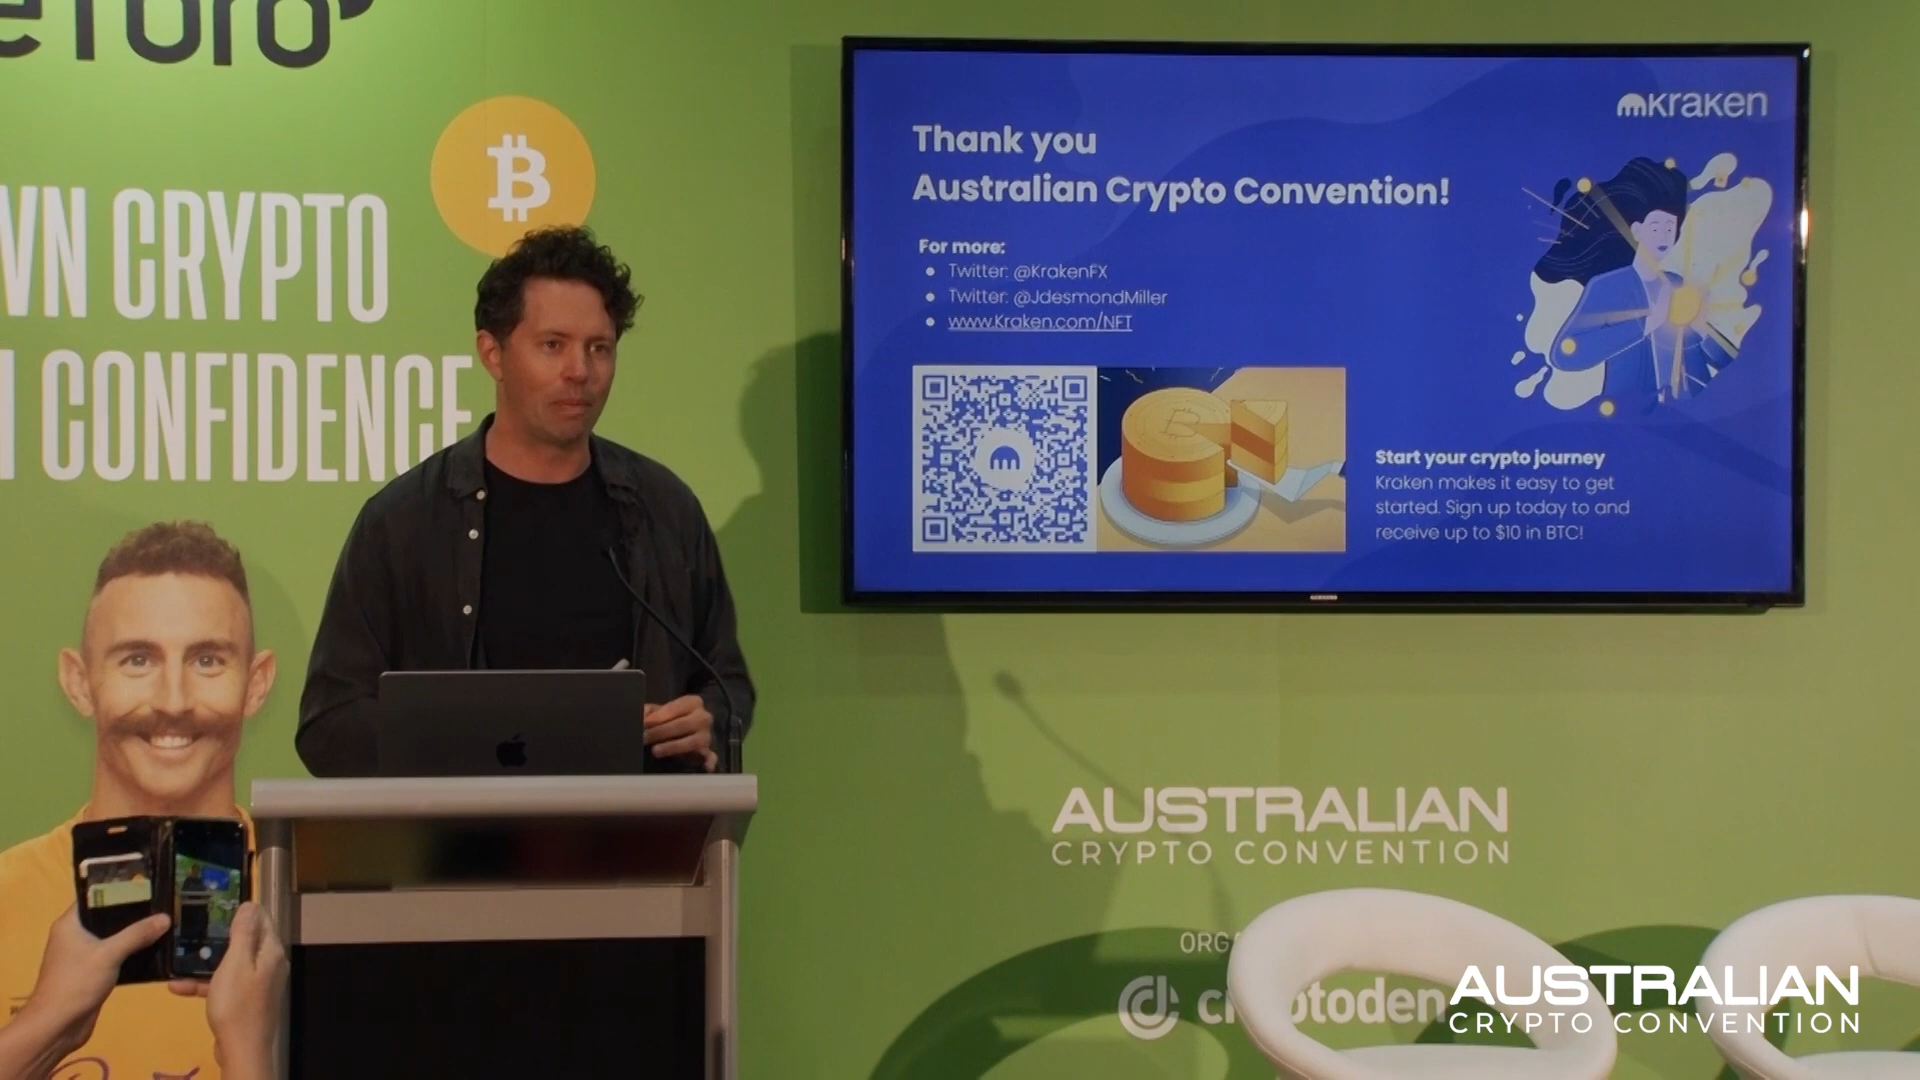 eToro
WN CRYPTO
CONFIDENCE
Kraken
Thank you
Australian Crypto Convention!
For more:
● Twitter: @KrakenFX
● Twitter: @JdesmondMiller
● www.Kraken.com/NFT
Start your crypto journey
Kraken makes it easy to get
started. Sign up today to and
receive up to $10 in BTC!
AUSTRALIAN
CRYPTO CONVENTION
ORG
AUSTRALIAN
CRYPTO CONVENTION